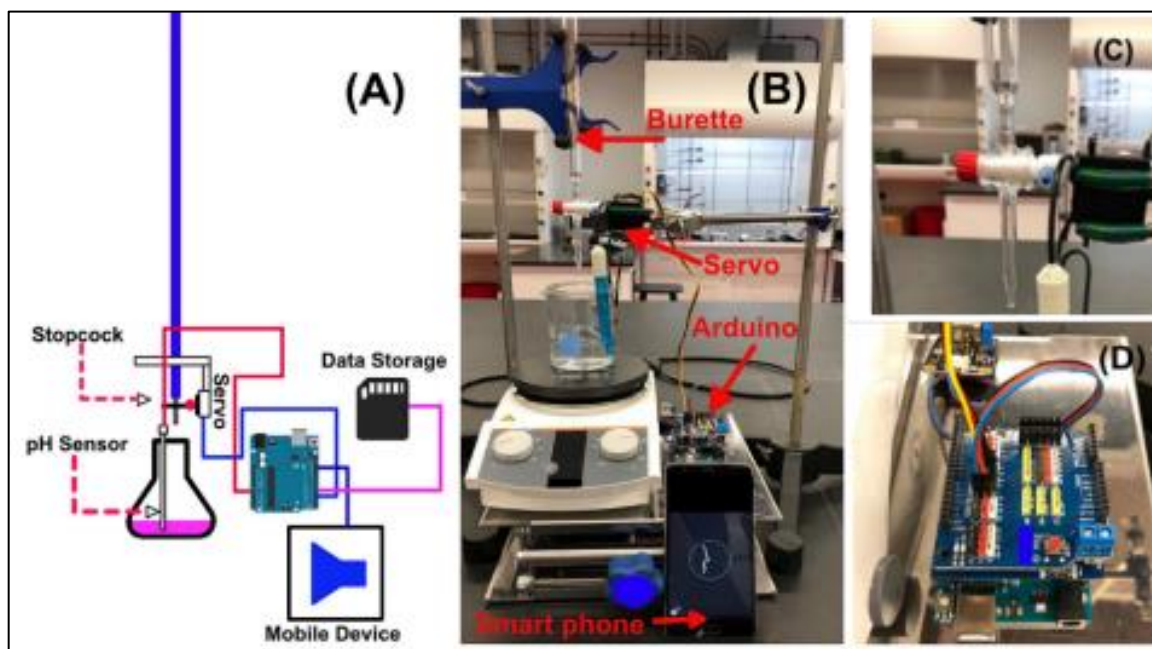 (A)
Stopcock
Servo
Data Storage
pH Sensor
Mobile Device
(B)
Burette
Servo
Arduino
Smart phone
(C)
(D)